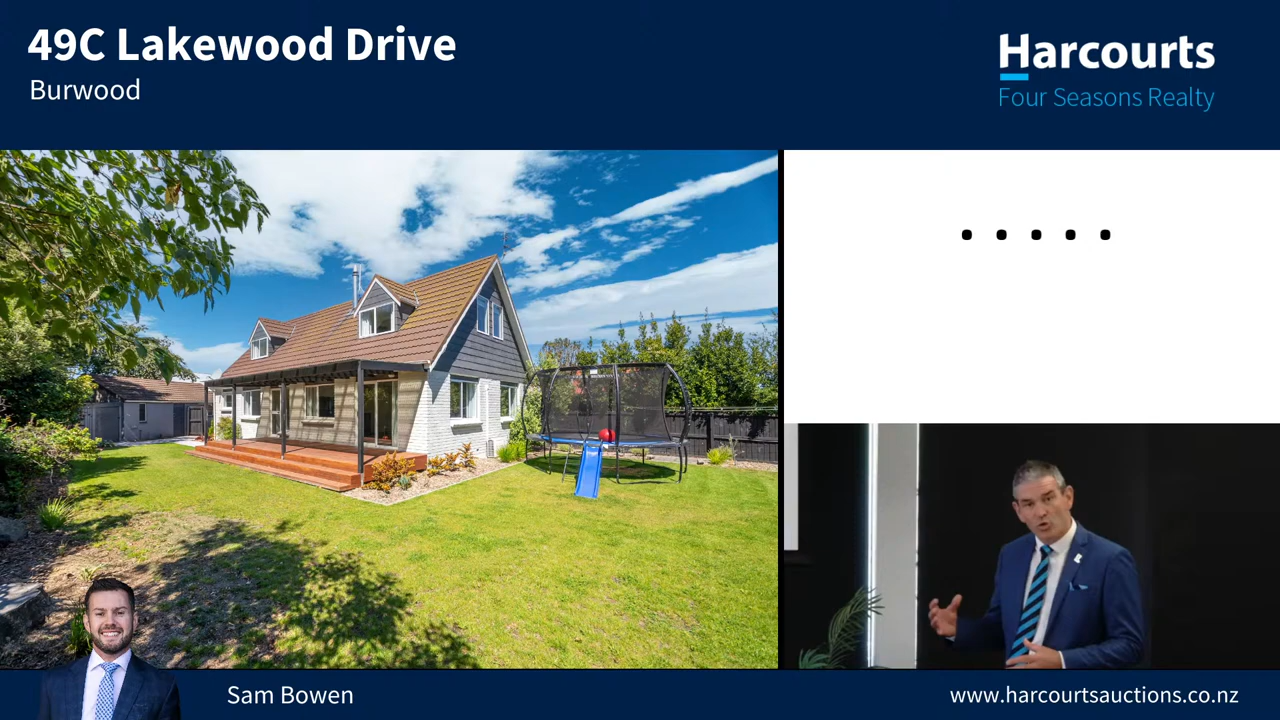 49C Lakewood Drive
Burwood
Harcourts
Four Seasons Realty
.....
Sam Bowen
www.harcourtsauctions.co.nz